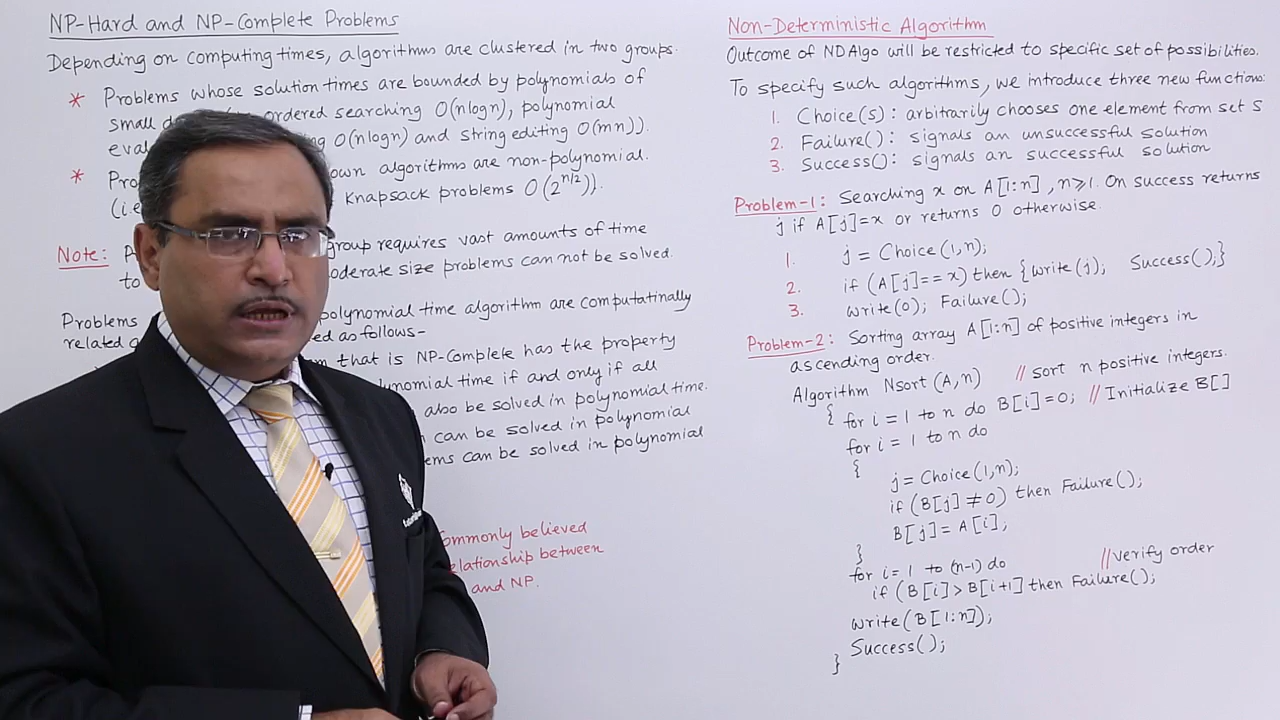 NP-Hard and NP-Complete Problems
Depending on computing times, algorithms are clustered in two groups.
* Problems whose solution times are bounded by polynomials of
small ordered searching O(nlogn), polynomial
O(nlogn) and string editing O(mn)).
* algorithms are non-polynomial.
(i.e knapsack problems O(2^n/2)).
Note: group requires vast amounts of time
to moderate size problems can not be solved.
Problems polynomial time algorithm are computatinally
related as follows-
that is NP-Complete has the property
polynomial time if and only if all
also be solved in polynomial time.
can be solved in polynomial
can be solved in polynomial
commonly believed
relationship between
and NP.
Non-Deterministic Algorithm
Outcome of NDAlgo will be restricted to specific set of possibilities.
To specify such algorithms, we introduce three new function:
1. Choice(s): arbitrarily chooses one element from set S
2. Failure(): signals an unsuccessful solution
3. Success(): signals an successful solution
Problem-1: Searching x on A[1:n], n≥1. On success returns
j if A[j]=x or returns 0 otherwise.
1. j = Choice(1,n);
2. if (A[j]==x) then {write(j); Success();}
3. write(0); Failure();
Problem-2: Sorting array A[1:n] of positive integers in
ascending order.
Algorithm Nsort(A,n) // sort n positive integers.
{ for i = 1 to n do B[i]=0; // Initialize B[]
for i = 1 to n do
{
j = Choice(1,n);
if (B[j] ≠ 0) then Failure();
B[j] = A[i];
}
for i = 1 to (n-1) do //verify order
if (B[i] > B[i+1] then Failure();
write(B[1:n]);
Success();
}